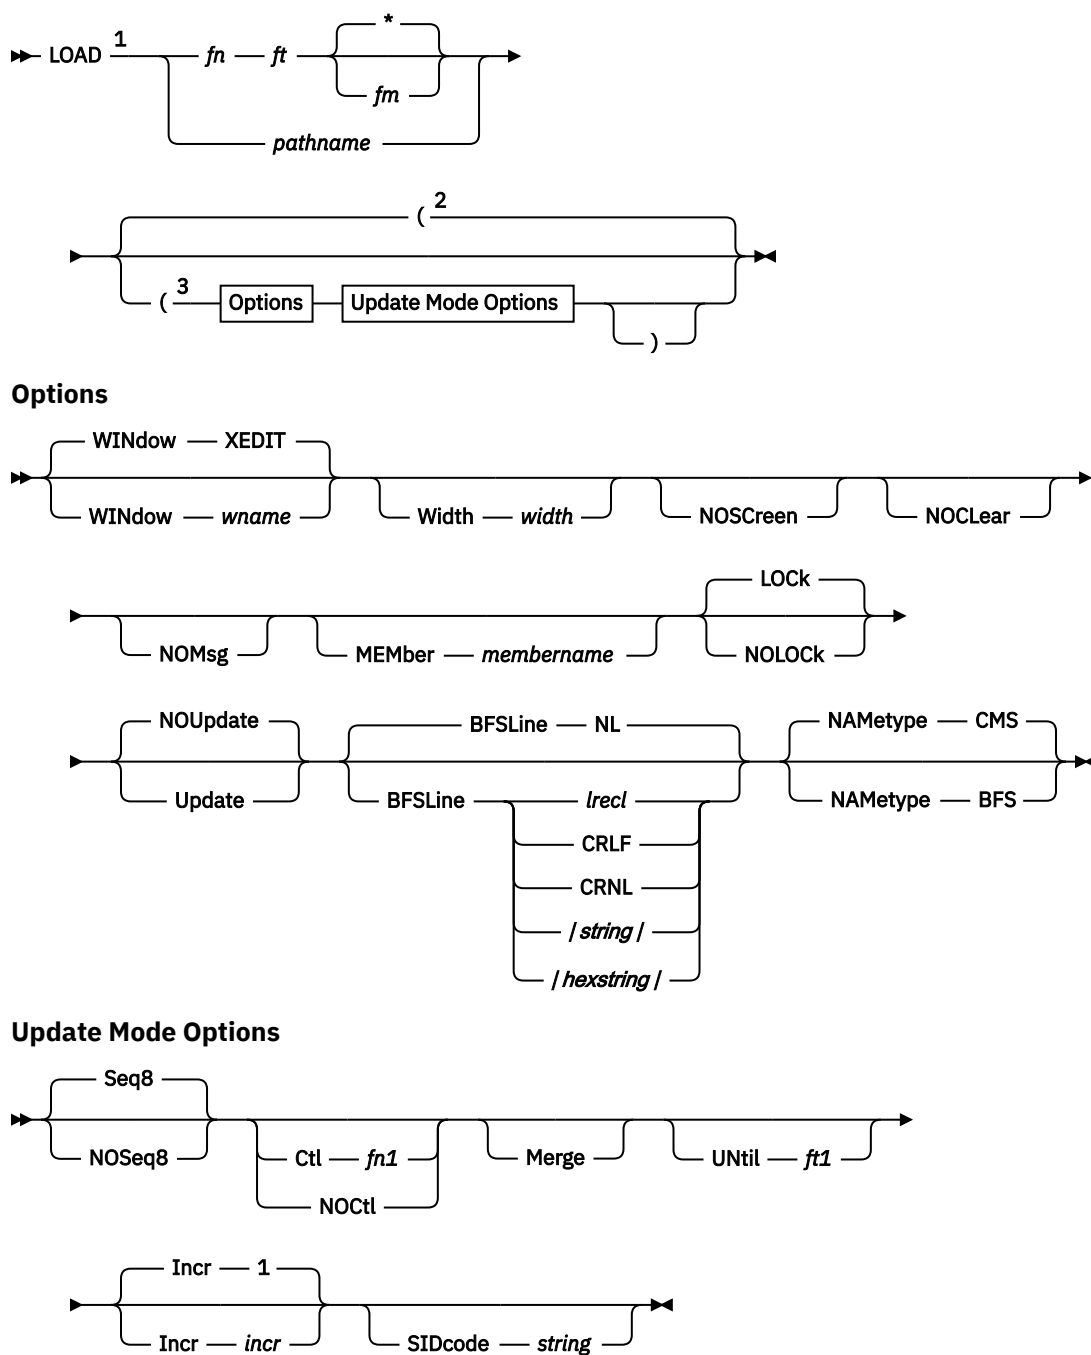 *
LOAD 1 fn ft
fm
pathname
( 2
( 3 Options Update Mode Options
)
Options
WINdow XEDIT
WINdow wname Width width NOSCreen NOCLear
LOCk
NOMsg MEMber membername NOLOCk
NOUpdate BFSLine NL NAMetype CMS
Update BFSLine lrecl NAMetype BFS
CRLF
CRNL
/string/
/hexstring/
Update Mode Options
Seq8
NOSeq8 Ctl fn1 Merge UNtil ft1
NOCtl
Incr 1
Incr incr SIDcode string